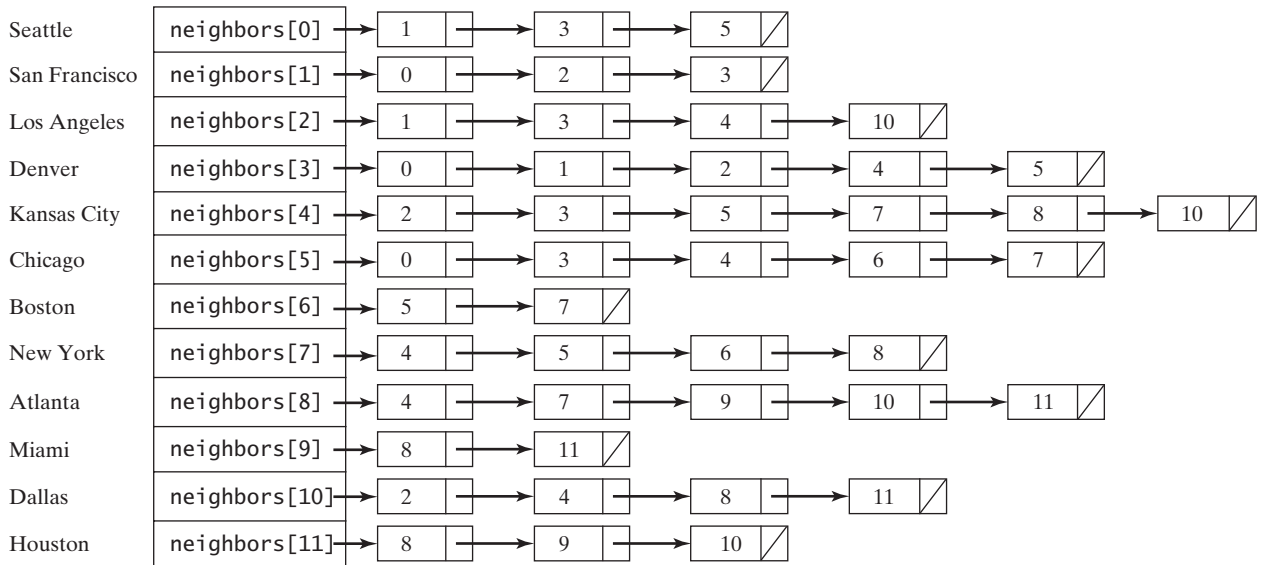 Seattle neighbors[0] 1 3 5
San Francisco neighbors[1] 0 2 3
Los Angeles neighbors[2] 1 3 4 10
Denver neighbors[3] 0 1 2 4 5
Kansas City neighbors[4] 2 3 5 7 8 10
Chicago neighbors[5] 0 3 4 6 7
Boston neighbors[6] 5 7
New York neighbors[7] 4 5 6 8
Atlanta neighbors[8] 4 7 9 10 11
Miami neighbors[9] 8 11
Dallas neighbors[10] 2 4 8 11
Houston neighbors[11] 8 9 10